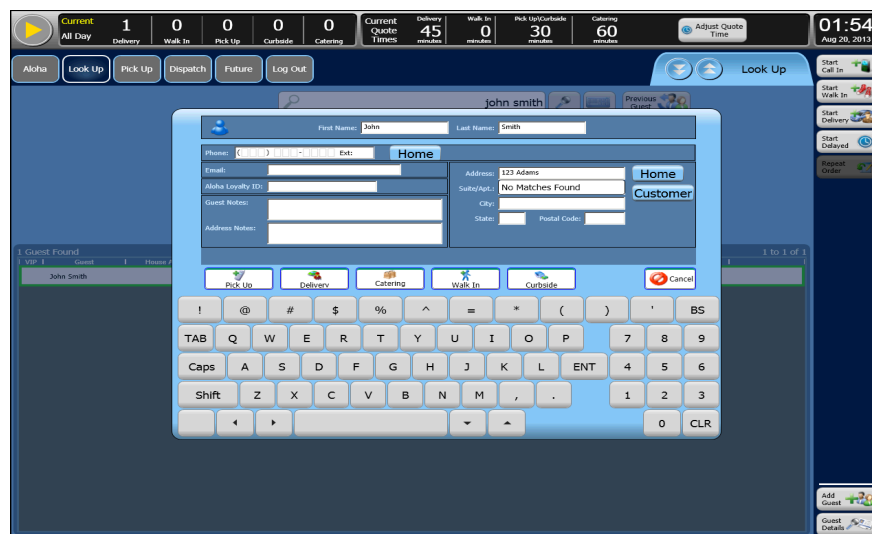 Current
All Day
1 Delivery
0 Walk In
0 Pick Up
0 Curbside
0 Catering
Current Quote Times
Delivery 45 minutes
Walk In 0 minutes
Pick Up\Curbside 30 minutes
Catering 60 minutes
Adjust Quote Time
01:54
Aug 20, 2013
Aloha
Look Up
Pick Up
Dispatch
Future
Log Out
Look Up
Start Call In
Start Walk In
Start Delivery
Start Delayed
Repeat Order
john smith
Previous Guest
First Name: John
Last Name: Smith
Phone: ( ) - Ext:
Home
Email:
Aloha Loyalty ID:
Guest Notes:
Address Notes:
Address: 123 Adams
Home
Suite/Apt.: No Matches Found
Customer
City:
State:
Postal Code:
1 Guest Found
1 to 1 of 1
VIP
Guest
House
John Smith
Pick Up
Delivery
Catering
Walk In
Curbside
Cancel
! @ # $ % ^ = * ( ) ' BS
TAB Q W E R T Y U I O P 7 8 9
Caps A S D F G H J K L ENT 4 5 6
Shift Z X C V B N M , . 1 2 3
0 CLR
Add Guest
Guest Details